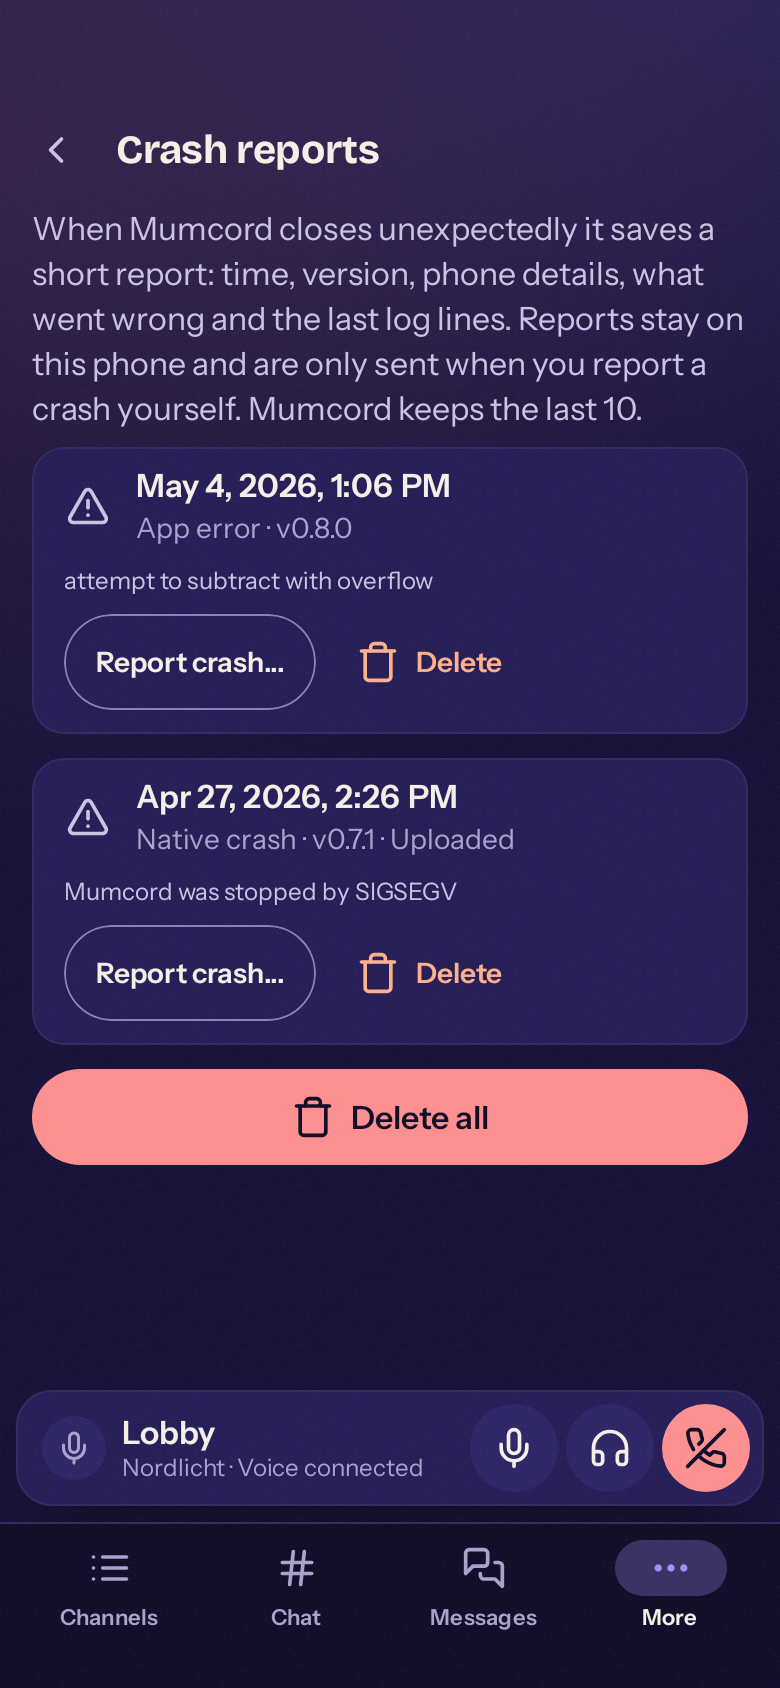 Crash reports
When Mumcord closes unexpectedly it saves a
short report: time, version, phone details, what
went wrong and the last log lines. Reports stay on
this phone and are only sent when you report a
crash yourself. Mumcord keeps the last 10.
May 4, 2026, 1:06 PM
App error · v0.8.0
attempt to subtract with overflow
Report crash...
Delete
Apr 27, 2026, 2:26 PM
Native crash · v0.7.1 · Uploaded
Mumcord was stopped by SIGSEGV
Report crash...
Delete
Delete all
Lobby
Nordlicht · Voice connected
Channels
Chat
Messages
More